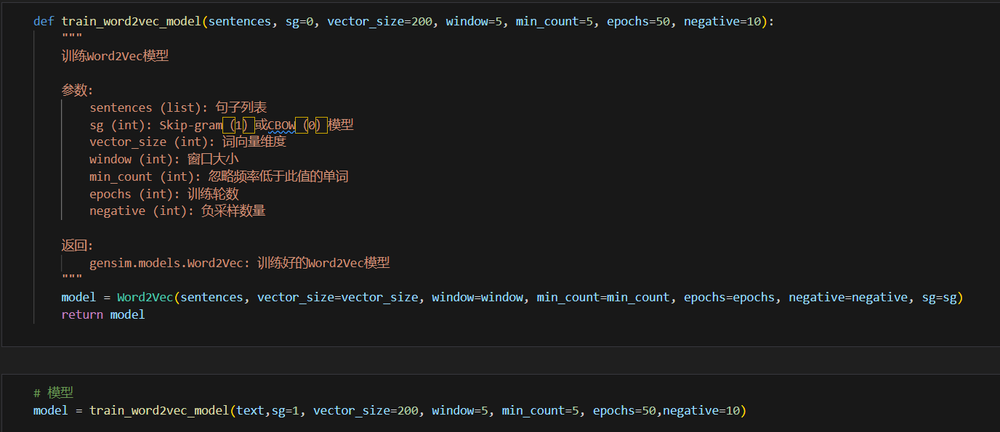 def train_word2vec_model(sentences, sg=0, vector_size=200, window=5, min_count=5, epochs=50, negative=10):
"""
训练Word2Vec模型
参数:
sentences (list): 句子列表
sg (int): Skip-gram（1）或CBOW（0）模型
vector_size (int): 词向量维度
window (int): 窗口大小
min_count (int): 忽略频率低于此值的单词
epochs (int): 训练轮数
negative (int): 负采样数量
返回:
gensim.models.Word2Vec: 训练好的Word2Vec模型
"""
model = Word2Vec(sentences, vector_size=vector_size, window=window, min_count=min_count, epochs=epochs, negative=negative, sg=sg)
return model
# 模型
model = train_word2vec_model(text,sg=1, vector_size=200, window=5, min_count=5, epochs=50,negative=10)